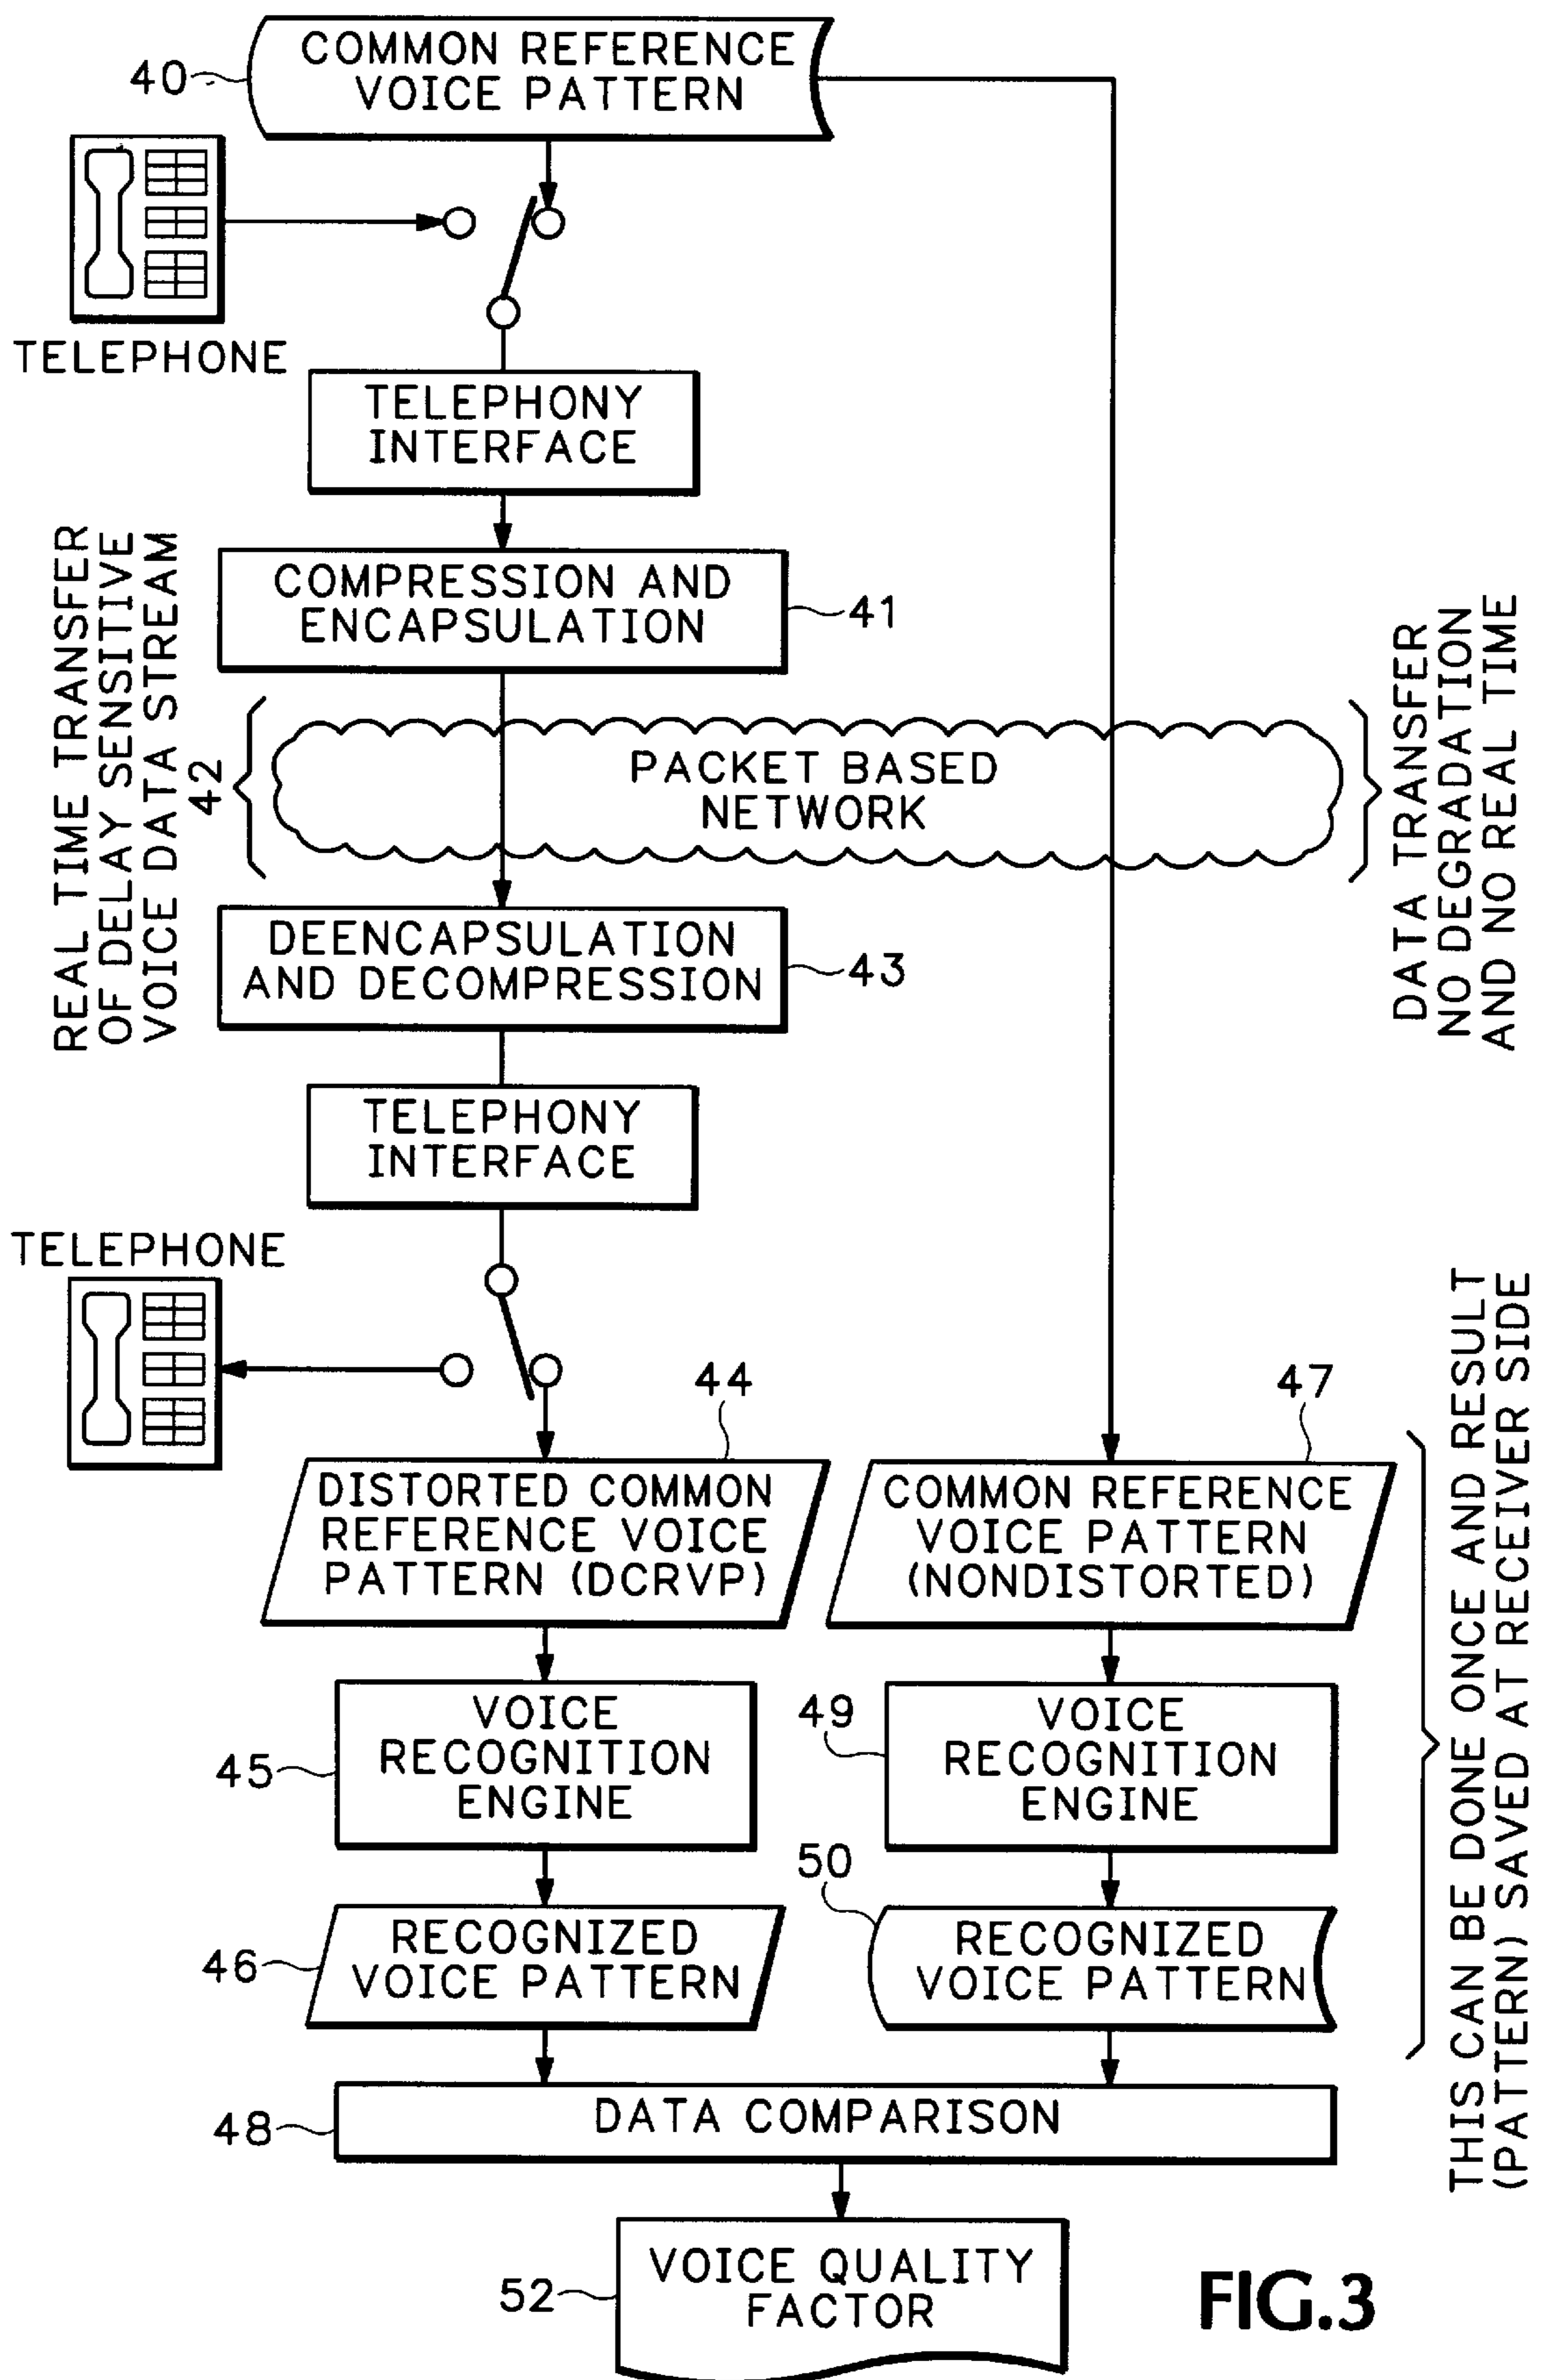 COMMON REFERENCE
VOICE PATTERN
40
TELEPHONE
TELEPHONY
INTERFACE
COMPRESSION AND
ENCAPSULATION
41
REAL TIME TRANSFER
OF DELAY SENSITIVE
VOICE DATA STREAM
42
PACKET BASED
NETWORK
DATA TRANSFER
NO DEGRADATION
AND NO REAL TIME
DEENCAPSULATION
AND DECOMPRESSION
43
TELEPHONY
INTERFACE
TELEPHONE
44
47
DISTORTED COMMON
REFERENCE VOICE
PATTERN (DCRVP)
COMMON REFERENCE
VOICE PATTERN
(NONDISTORTED)
45
VOICE
RECOGNITION
ENGINE
49
VOICE
RECOGNITION
ENGINE
46
RECOGNIZED
VOICE PATTERN
50
RECOGNIZED
VOICE PATTERN
THIS CAN BE DONE ONCE AND RESULT
(PATTERN) SAVED AT RECEIVER SIDE
48
DATA COMPARISON
52
VOICE QUALITY
FACTOR
FIG.3